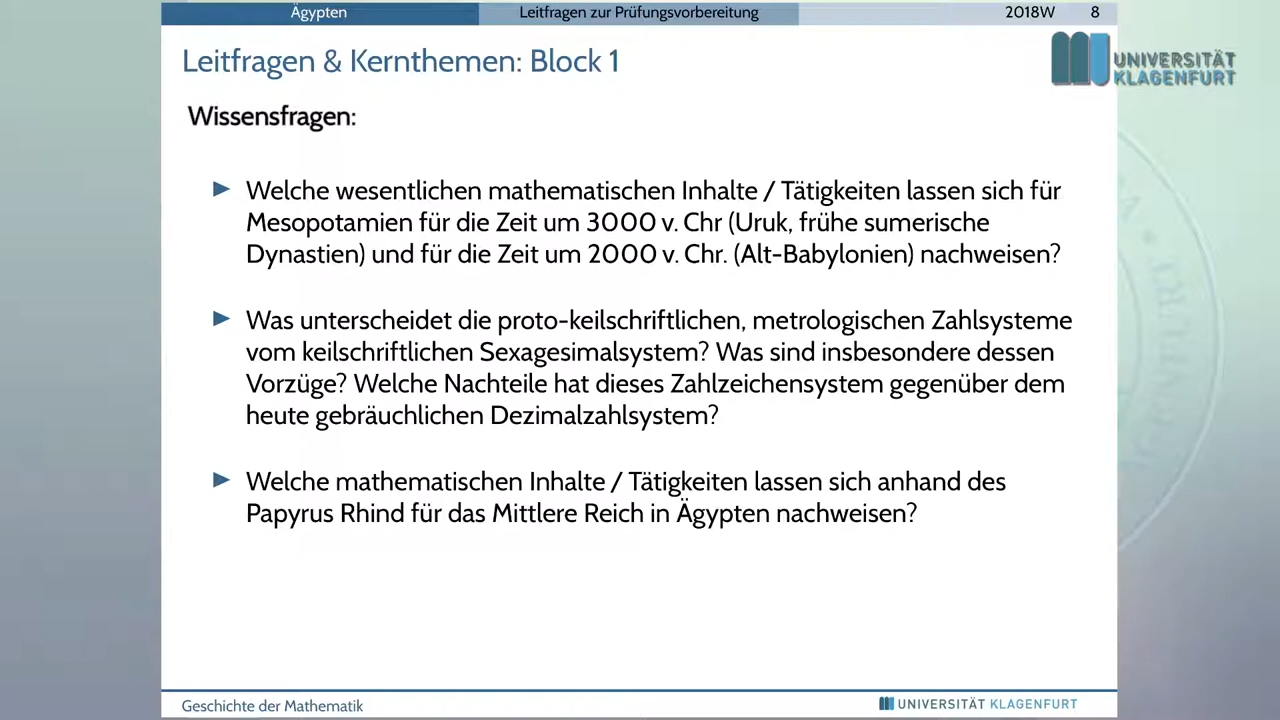 Ägypten Leitfragen zur Prüfungsvorbereitung 2018W 8
Leitfragen & Kernthemen: Block 1
UNIVERSITÄT
KLAGENFURT
Wissensfragen:
Welche wesentlichen mathematischen Inhalte / Tätigkeiten lassen sich für
Mesopotamien für die Zeit um 3000 v. Chr (Uruk, frühe sumerische
Dynastien) und für die Zeit um 2000 v. Chr. (Alt-Babylonien) nachweisen?
Was unterscheidet die proto-keilschriftlichen, metrologischen Zahlsysteme
vom keilschriftlichen Sexagesimalsystem? Was sind insbesondere dessen
Vorzüge? Welche Nachteile hat dieses Zahlzeichensystem gegenüber dem
heute gebräuchlichen Dezimalzahlsystem?
Welche mathematischen Inhalte / Tätigkeiten lassen sich anhand des
Papyrus Rhind für das Mittlere Reich in Ägypten nachweisen?
Geschichte der Mathematik UNIVERSITÄT KLAGENFURT